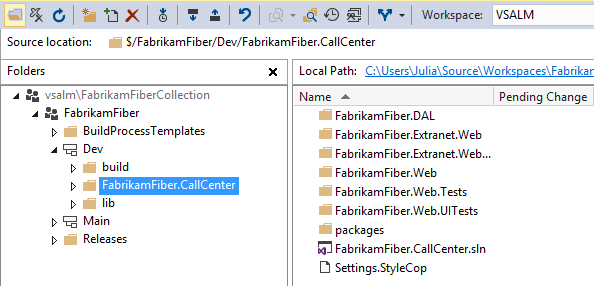 Workspace: VSALM
Source location: $/FabrikamFiber/Dev/FabrikamFiber.CallCenter
Folders
vsalm\FabrikamFiberCollection
FabrikamFiber
BuildProcessTemplates
Dev
build
FabrikamFiber.CallCenter
lib
Main
Releases
Local Path: C:\Users\Julia\Source\Workspaces\Fabrikam
Name Pending Change
FabrikamFiber.DAL
FabrikamFiber.Extranet.Web
FabrikamFiber.Extranet.Web...
FabrikamFiber.Web
FabrikamFiber.Web.Tests
FabrikamFiber.Web.UITests
packages
FabrikamFiber.CallCenter.sln
Settings.StyleCop